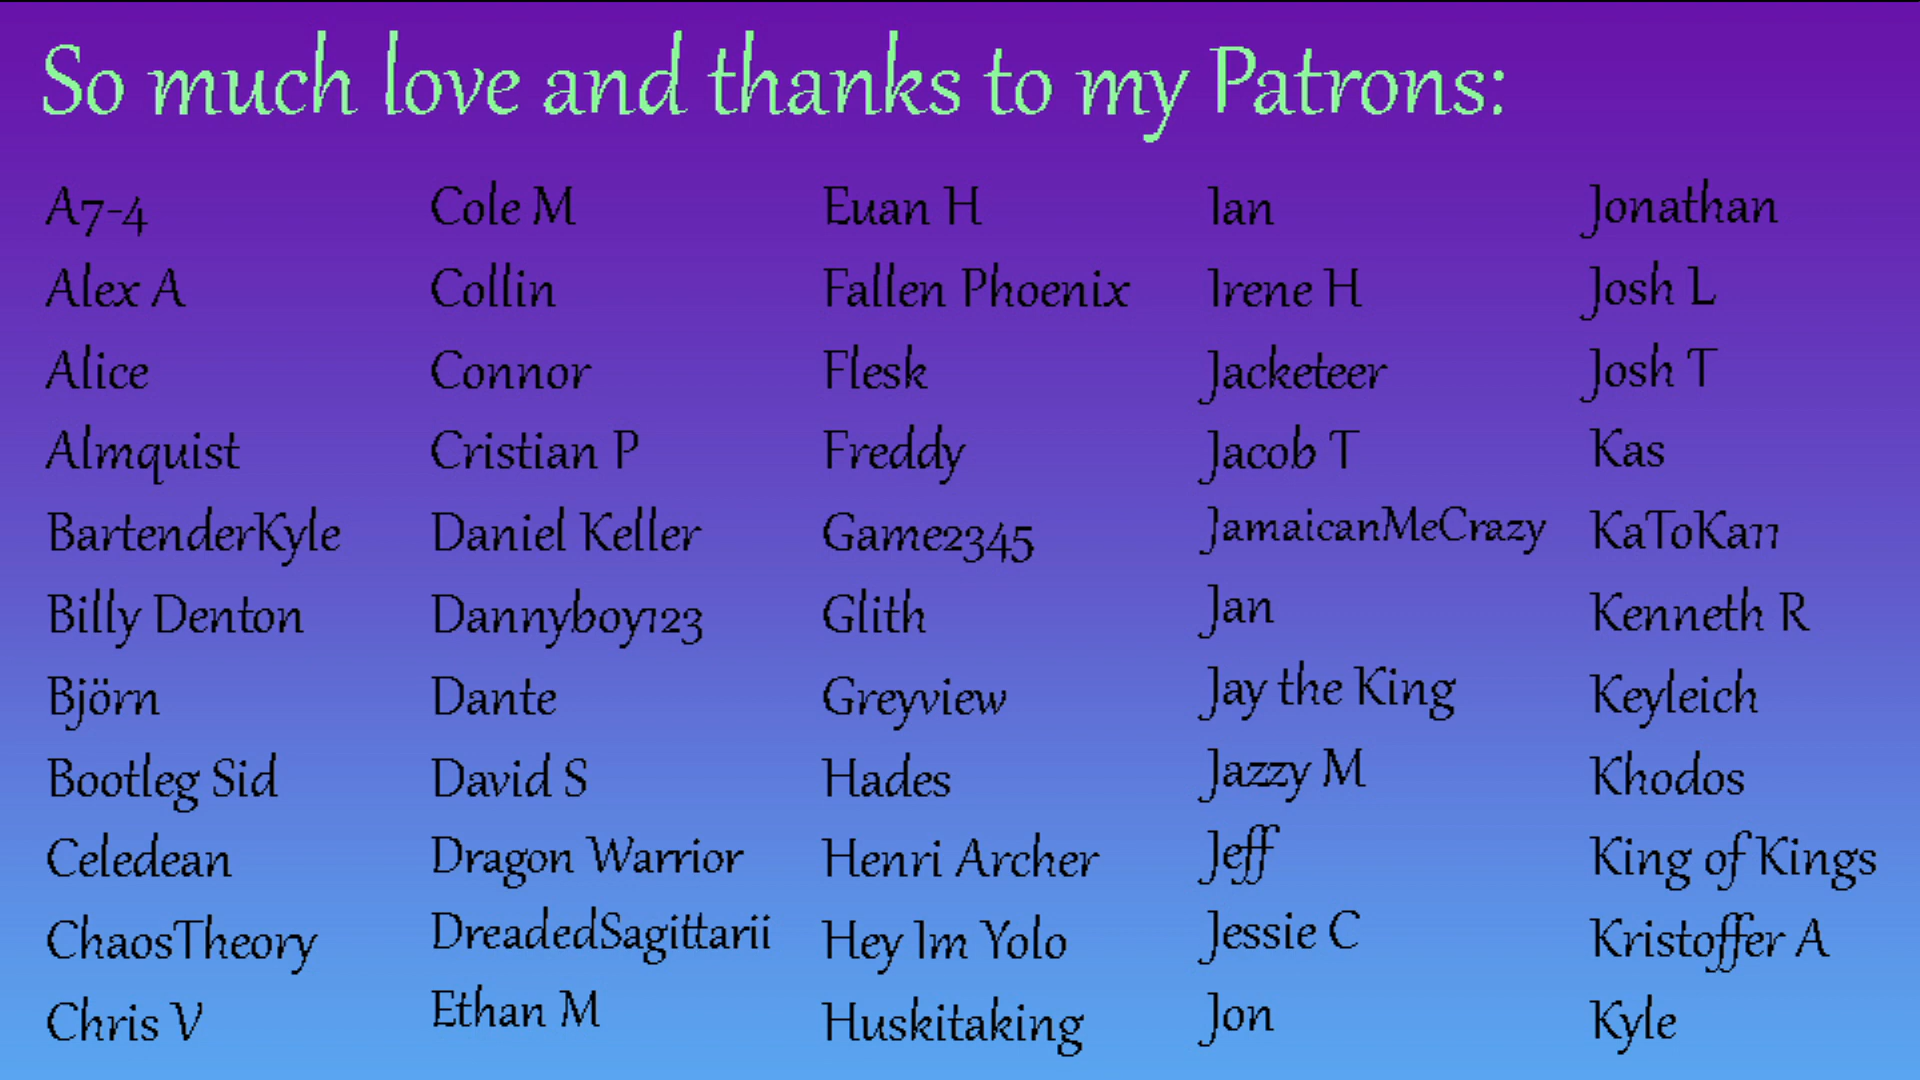 So much love and thanks to my Patrons:
A7-4
Alex A
Alice
Almquist
BartenderKyle
Billy Denton
Björn
Bootleg Sid
Celedean
ChaosTheory
Chris V
Cole M
Collin
Connor
Cristian P
Daniel Keller
Dannyboy123
Dante
David S
Dragon Warrior
DreadedSagittarii
Ethan M
Euan H
Fallen Phoenix
Flesk
Freddy
Game2345
Glith
Greyview
Hades
Henri Archer
Hey Im Yolo
Huskitaking
Ian
Irene H
Jacketeer
Jacob T
JamaicanMeCrazy
Jan
Jay the King
Jazzy M
Jeff
Jessie C
Jon
Jonathan
Josh L
Josh T
Kas
KaToKa11
Kenneth R
Keyleich
Khodos
King of Kings
Kristoffer A
Kyle